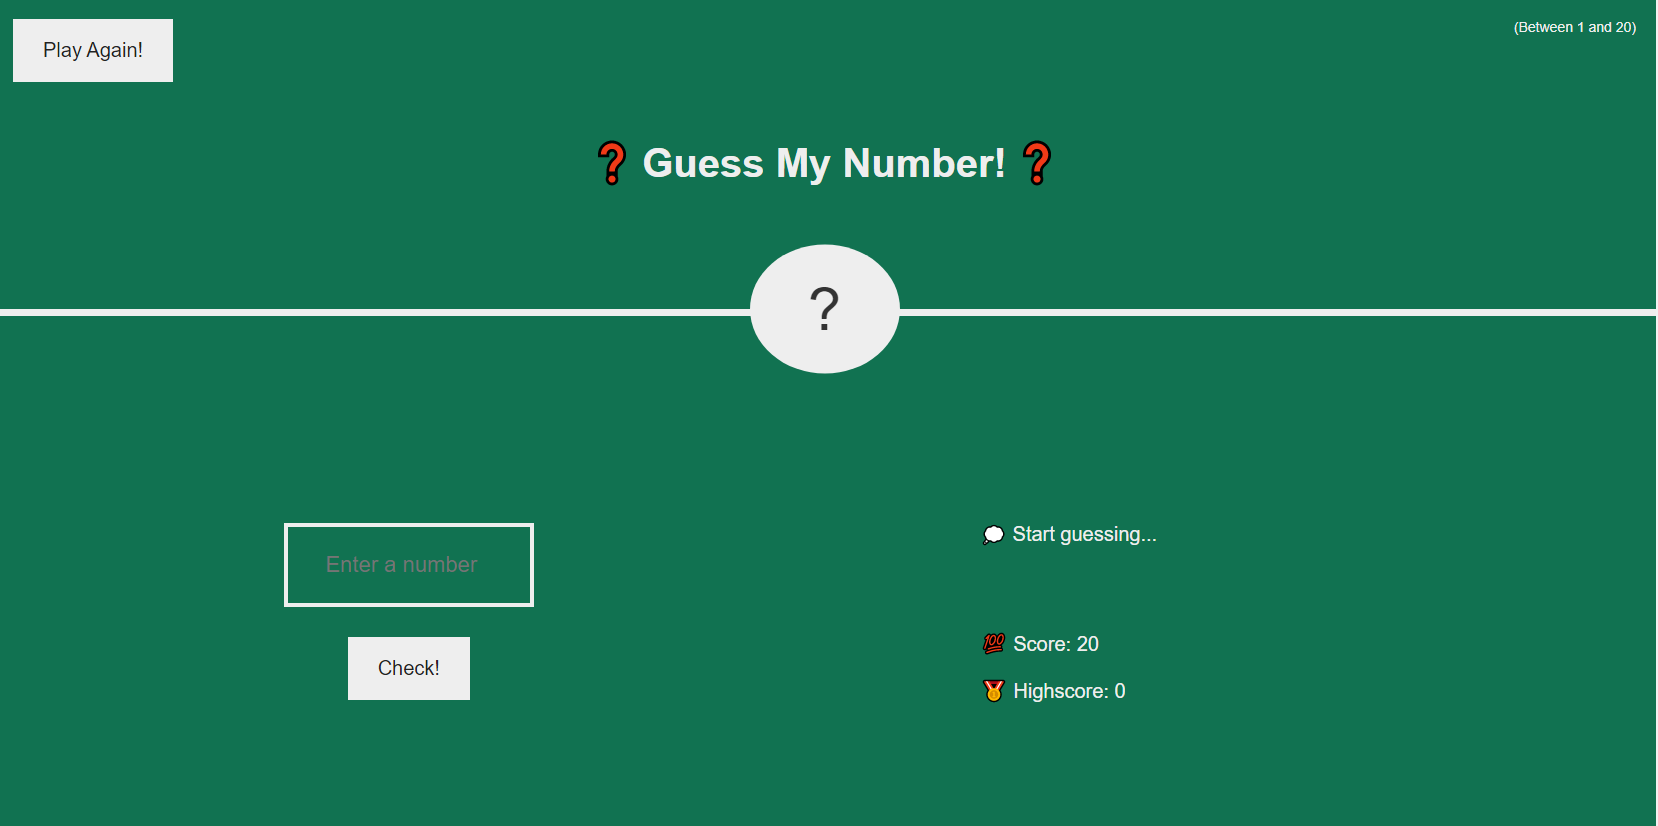 Play Again!
(Between 1 and 20)
❓ Guess My Number! ❓
?
Enter a number
Check!
💭 Start guessing...
💯 Score: 20
🥇 Highscore: 0